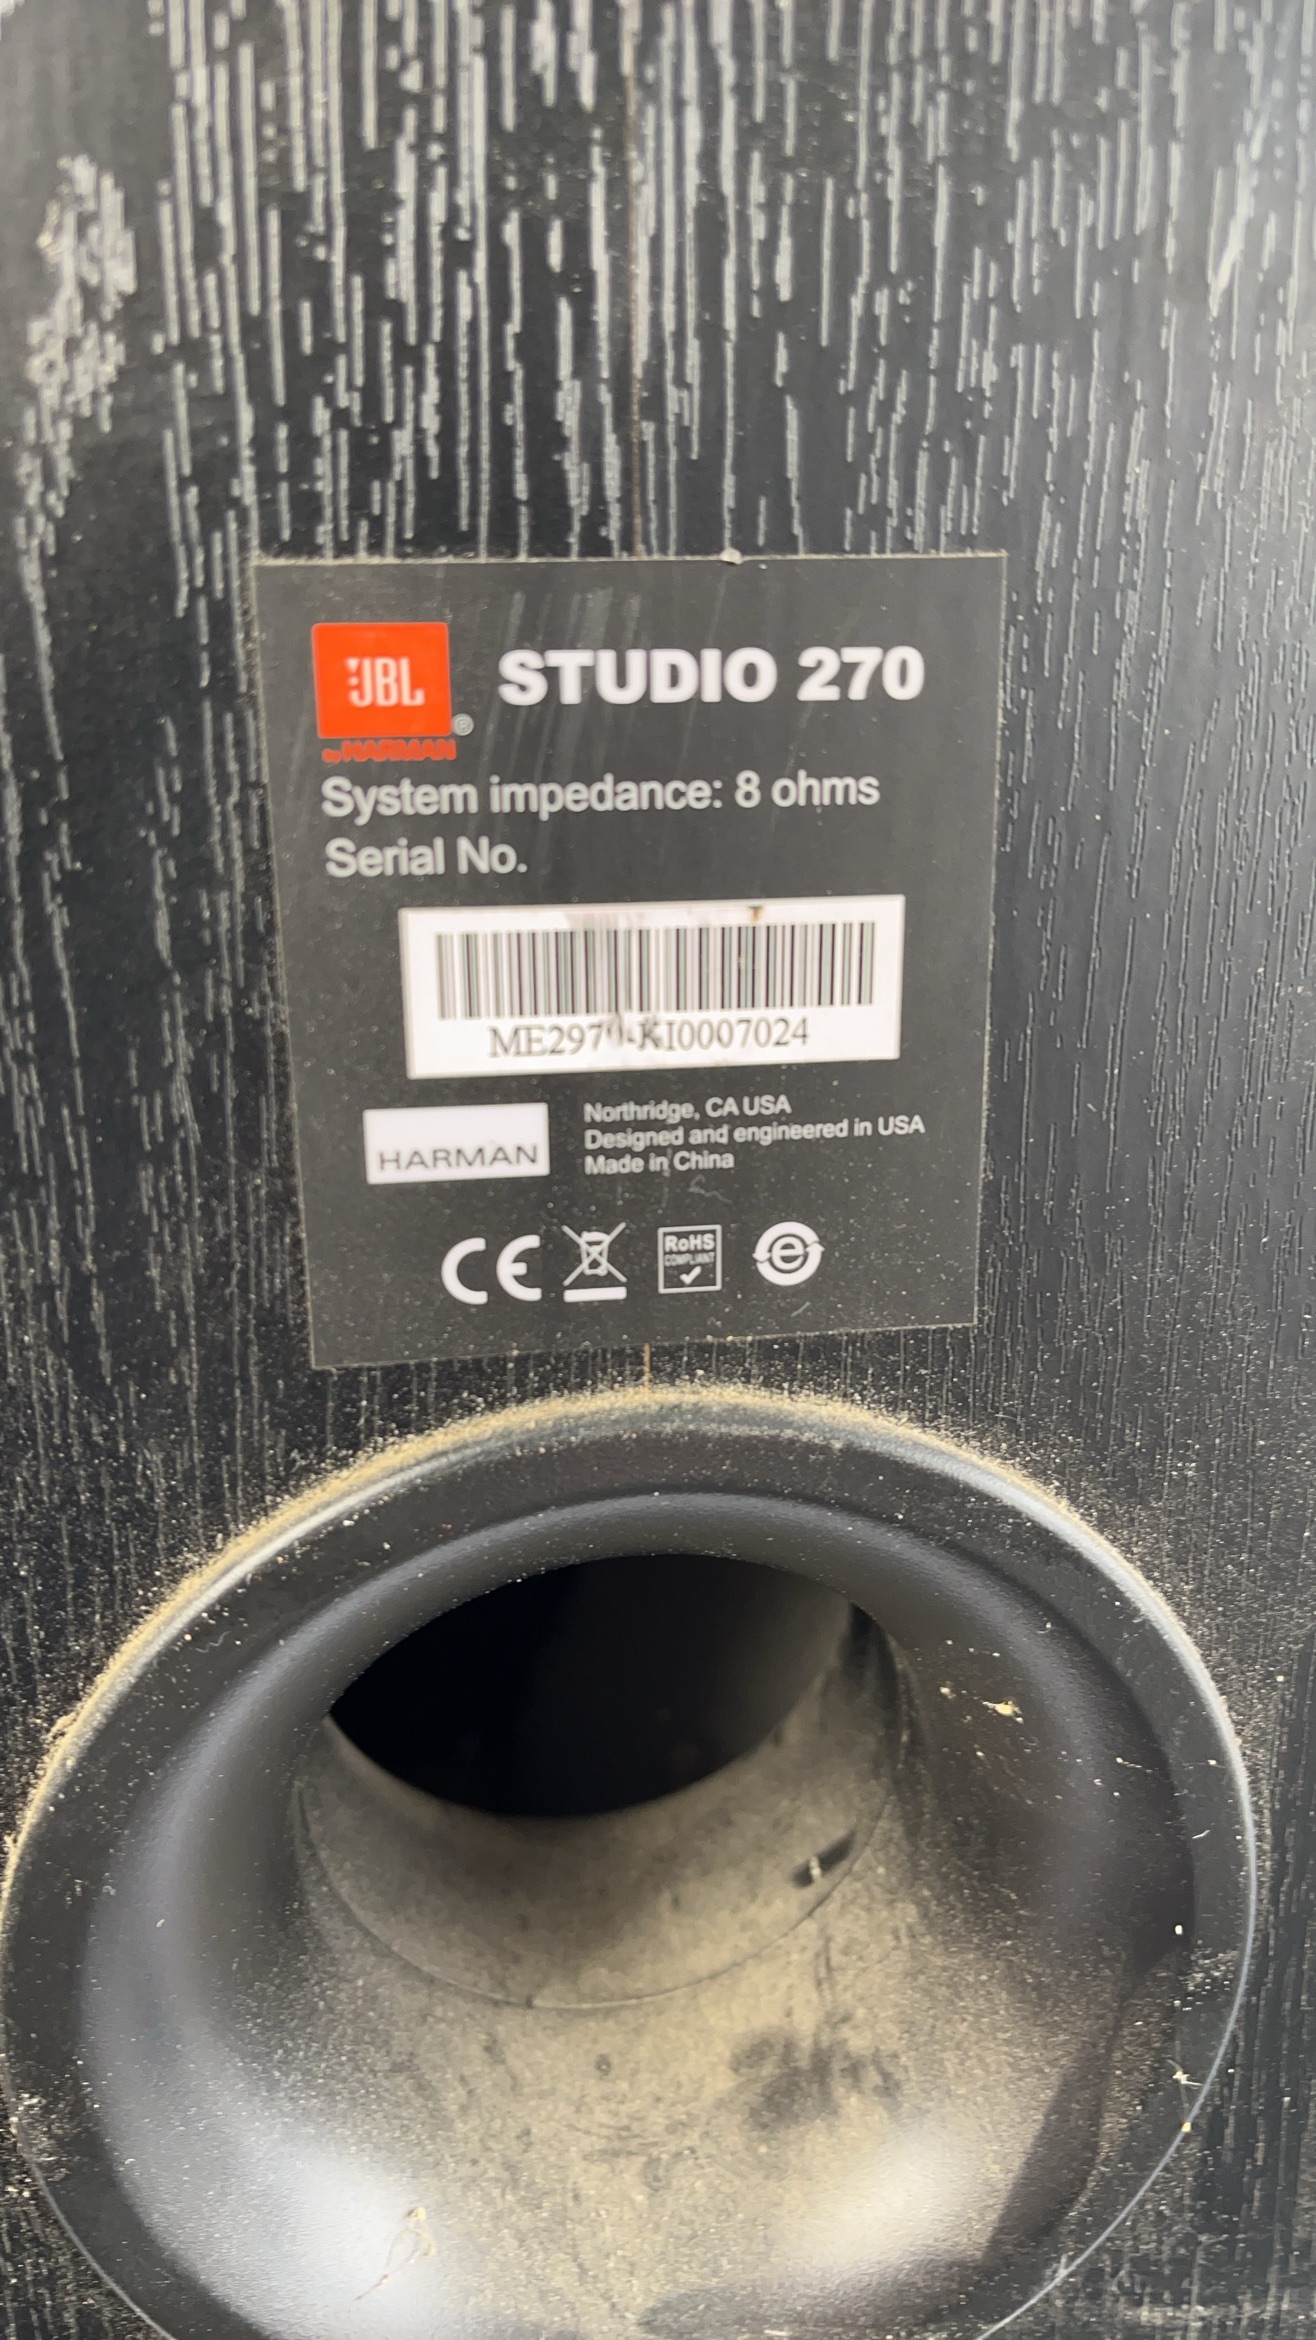 JBL®
by HARMAN
STUDIO 270
System impedance: 8 ohms
Serial No.
HARMAN
Northridge, CA USA
Designed and engineered in USA
Made in China
CE
RoHS
COMPLIANT
e